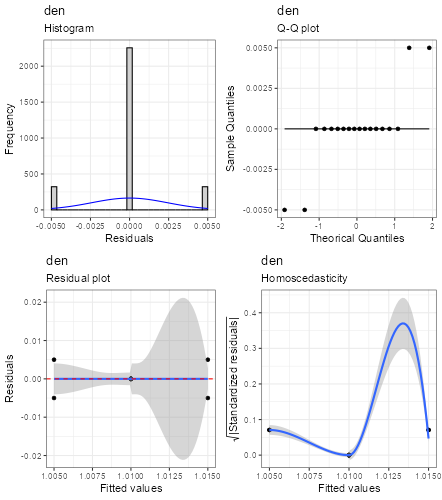 den
Histogram
Frequency
2000
1500
1000
500
0
-0.0050
-0.0025
0.0000
0.0025
0.0050
Residuals
den
Q-Q plot
Sample Quantiles
0.0050
0.0025
0.0000
-0.0025
-0.0050
-2
-1
0
1
2
Theorical Quantiles
den
Residual plot
Residuals
0.02
0.01
0.00
-0.01
-0.02
1.0050
1.0075
1.0100
1.0125
1.0150
Fitted values
den
Homoscedasticity
√|Standardized residuals|
0.4
0.3
0.2
0.1
0.0
1.0050
1.0075
1.0100
1.0125
1.0150
Fitted values